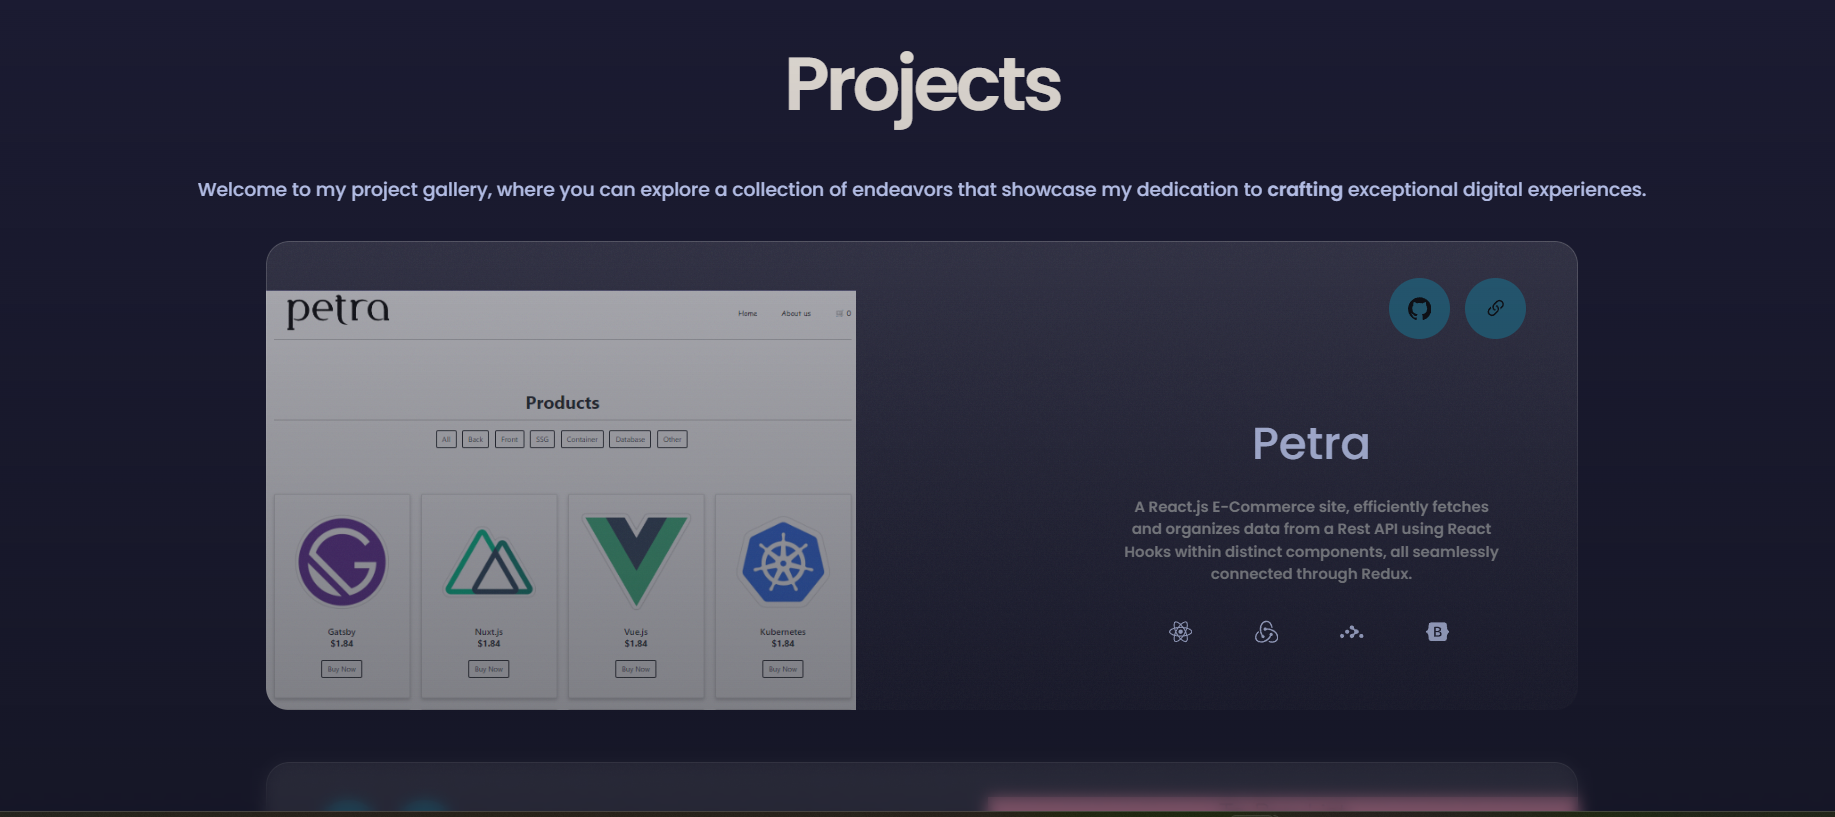 Projects
Welcome to my project gallery, where you can explore a collection of endeavors that showcase my dedication to crafting exceptional digital experiences.
petra
Home About us 0
Products
All Back Front SSG Container Database Other
Gatsby Nuxt.js Vue.js Kubernetes
$1.84 $1.84 $1.84 $1.84
Buy Now Buy Now Buy Now Buy Now
Petra
A React.js E-Commerce site, efficiently fetches
and organizes data from a Rest API using React
Hooks within distinct components, all seamlessly
connected through Redux.
B